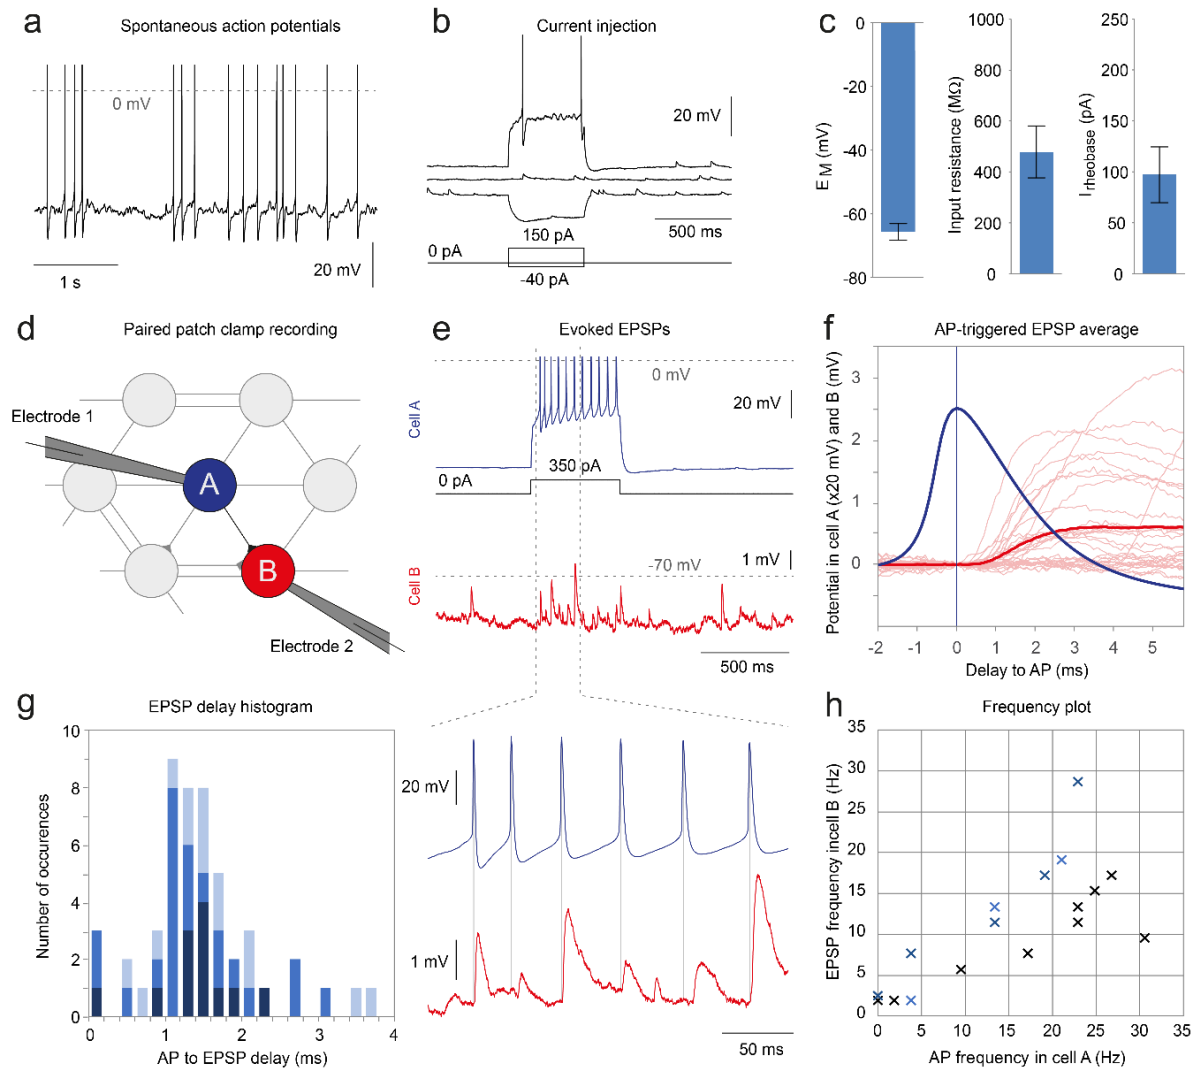 a
Spontaneous action potentials
0 mV
1 s
20 mV
b
Current injection
20 mV
500 ms
150 pA
0 pA
-40 pA
c
0
-20
-40
-60
-80
E M (mV)
1000
800
600
400
200
0
Input resistance (MΩ)
250
200
150
100
50
0
I rheobase (pA)
d
Paired patch clamp recording
Electrode 1
A
B
Electrode 2
e
Evoked EPSPs
Cell A
0 mV
20 mV
350 pA
0 pA
1 mV
-70 mV
Cell B
500 ms
20 mV
1 mV
50 ms
f
AP-triggered EPSP average
Potential in cell A (x20 mV) and B (mV)
3
2
1
0
-2 -1 0 1 2 3 4 5
Delay to AP (ms)
g
EPSP delay histogram
Number of occurrences
10
8
6
4
2
0
0 1 2 3 4
AP to EPSP delay (ms)
h
Frequency plot
EPSP frequency incell B (Hz)
35
30
25
20
15
10
5
0
0 5 10 15 20 25 30 35
AP frequency in cell A (Hz)